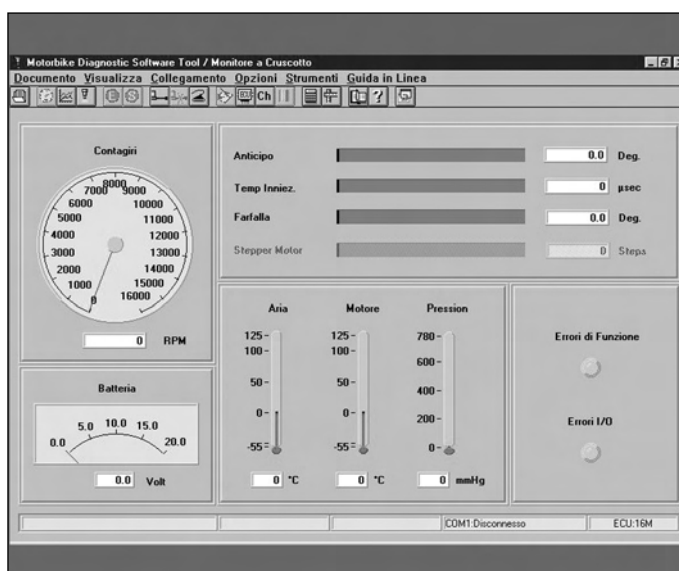 Motorbike Diagnostic Software Tool / Monitore a Cruscotto
Documento Visualizza Collegamento Opzioni Strumenti Guida in Linea
Ch
Contagiri
8000
7000 9000
6000 10000
5000 11000
4000 12000
3000 13000
2000 14000
1000 15000
0 16000
0 RPM
Anticipo 0.0 Deg.
Temp Inniez. 0 µsec
Farfalla 0.0 Deg.
Stepper Motor 0 Steps
Batteria
0.0 5.0 10.0 15.0 20.0
0.0 Volt
Aria Motore Pression
125 125 780
100 100 600
50 50 400
0 0 200
-55 -55 0
0 °C 0 °C 0 mmHg
Errori di Funzione
Errori I/O
COM1:Disconnesso ECU:16M